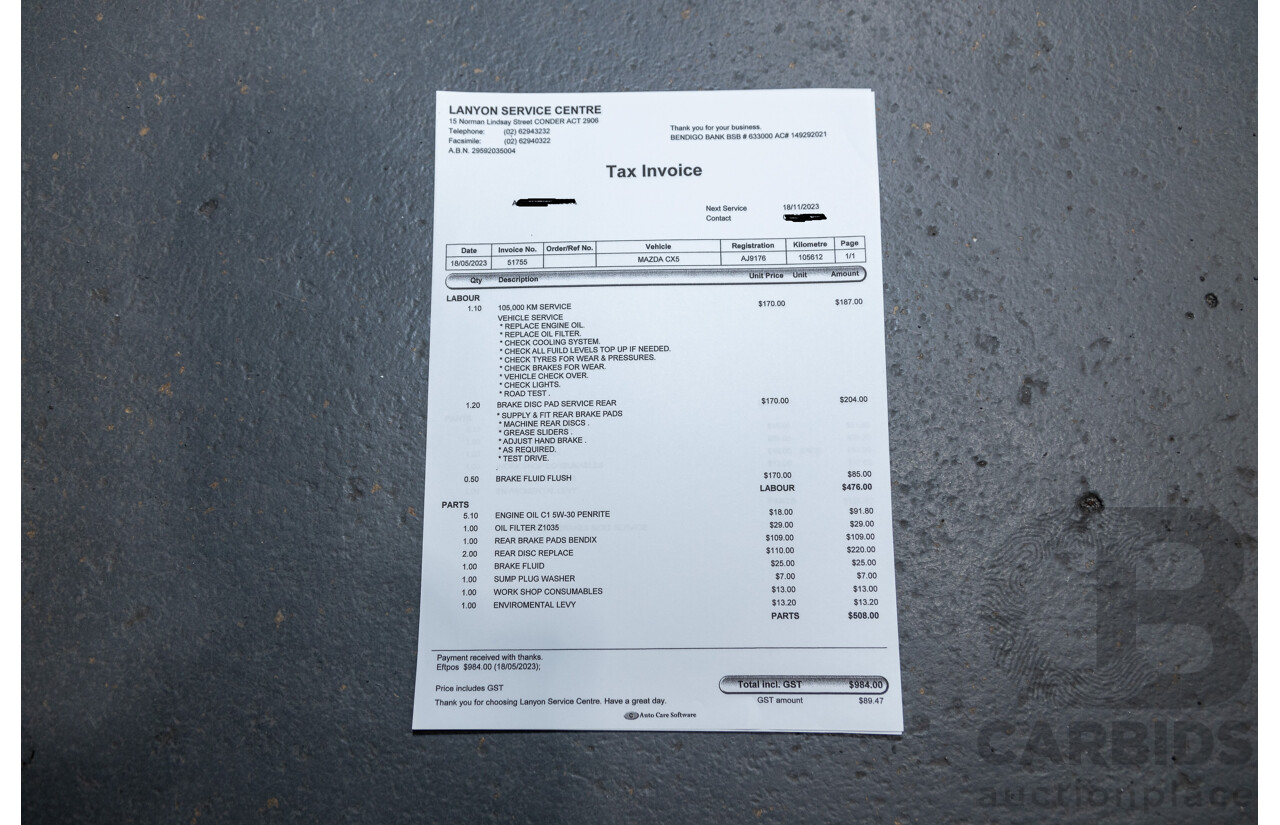 LANYON SERVICE CENTRE
15 Norman Lindsay Street CONDER ACT 2906
Telephone: (02) 62943232
Facsimile: (02) 62940322
A.B.N. 29592035004
Thank you for your business.
BENDIGO BANK BSB # 633000 AC# 149292021
Tax Invoice
Next Service 18/11/2023
Contact
Date Invoice No. Order/Ref No. Vehicle Registration Kilometre Page
18/05/2023 51755 MAZDA CX5 AJ9176 105612 1/1
Qty Description Unit Price Unit Amount
LABOUR
1.10 105,000 KM SERVICE $170.00 $187.00
VEHICLE SERVICE
* REPLACE ENGINE OIL.
* REPLACE OIL FILTER.
* CHECK COOLING SYSTEM.
* CHECK ALL FUILD LEVELS TOP UP IF NEEDED.
* CHECK TYRES FOR WEAR & PRESSURES.
* CHECK BRAKES FOR WEAR.
* VEHICLE CHECK OVER.
* CHECK LIGHTS.
* ROAD TEST .
1.20 BRAKE DISC PAD SERVICE REAR $170.00 $204.00
* SUPPLY & FIT REAR BRAKE PADS
* MACHINE REAR DISCS .
* GREASE SLIDERS .
* ADJUST HAND BRAKE .
* AS REQUIRED.
* TEST DRIVE.
.
0.50 BRAKE FLUID FLUSH $170.00 $85.00
LABOUR $476.00
PARTS
5.10 ENGINE OIL C1 5W-30 PENRITE $18.00 $91.80
1.00 OIL FILTER Z1035 $29.00 $29.00
1.00 REAR BRAKE PADS BENDIX $109.00 $109.00
2.00 REAR DISC REPLACE $110.00 $220.00
1.00 BRAKE FLUID $25.00 $25.00
1.00 SUMP PLUG WASHER $7.00 $7.00
1.00 WORK SHOP CONSUMABLES $13.00 $13.00
1.00 ENVIROMENTAL LEVY $13.20 $13.20
PARTS $508.00
Payment received with thanks.
Eftpos $984.00 (18/05/2023);
Price includes GST
Thank you for choosing Lanyon Service Centre. Have a great day.
Total incl. GST $984.00
GST amount $89.47
Auto Care Software
B
CARBIDS
auctionplace